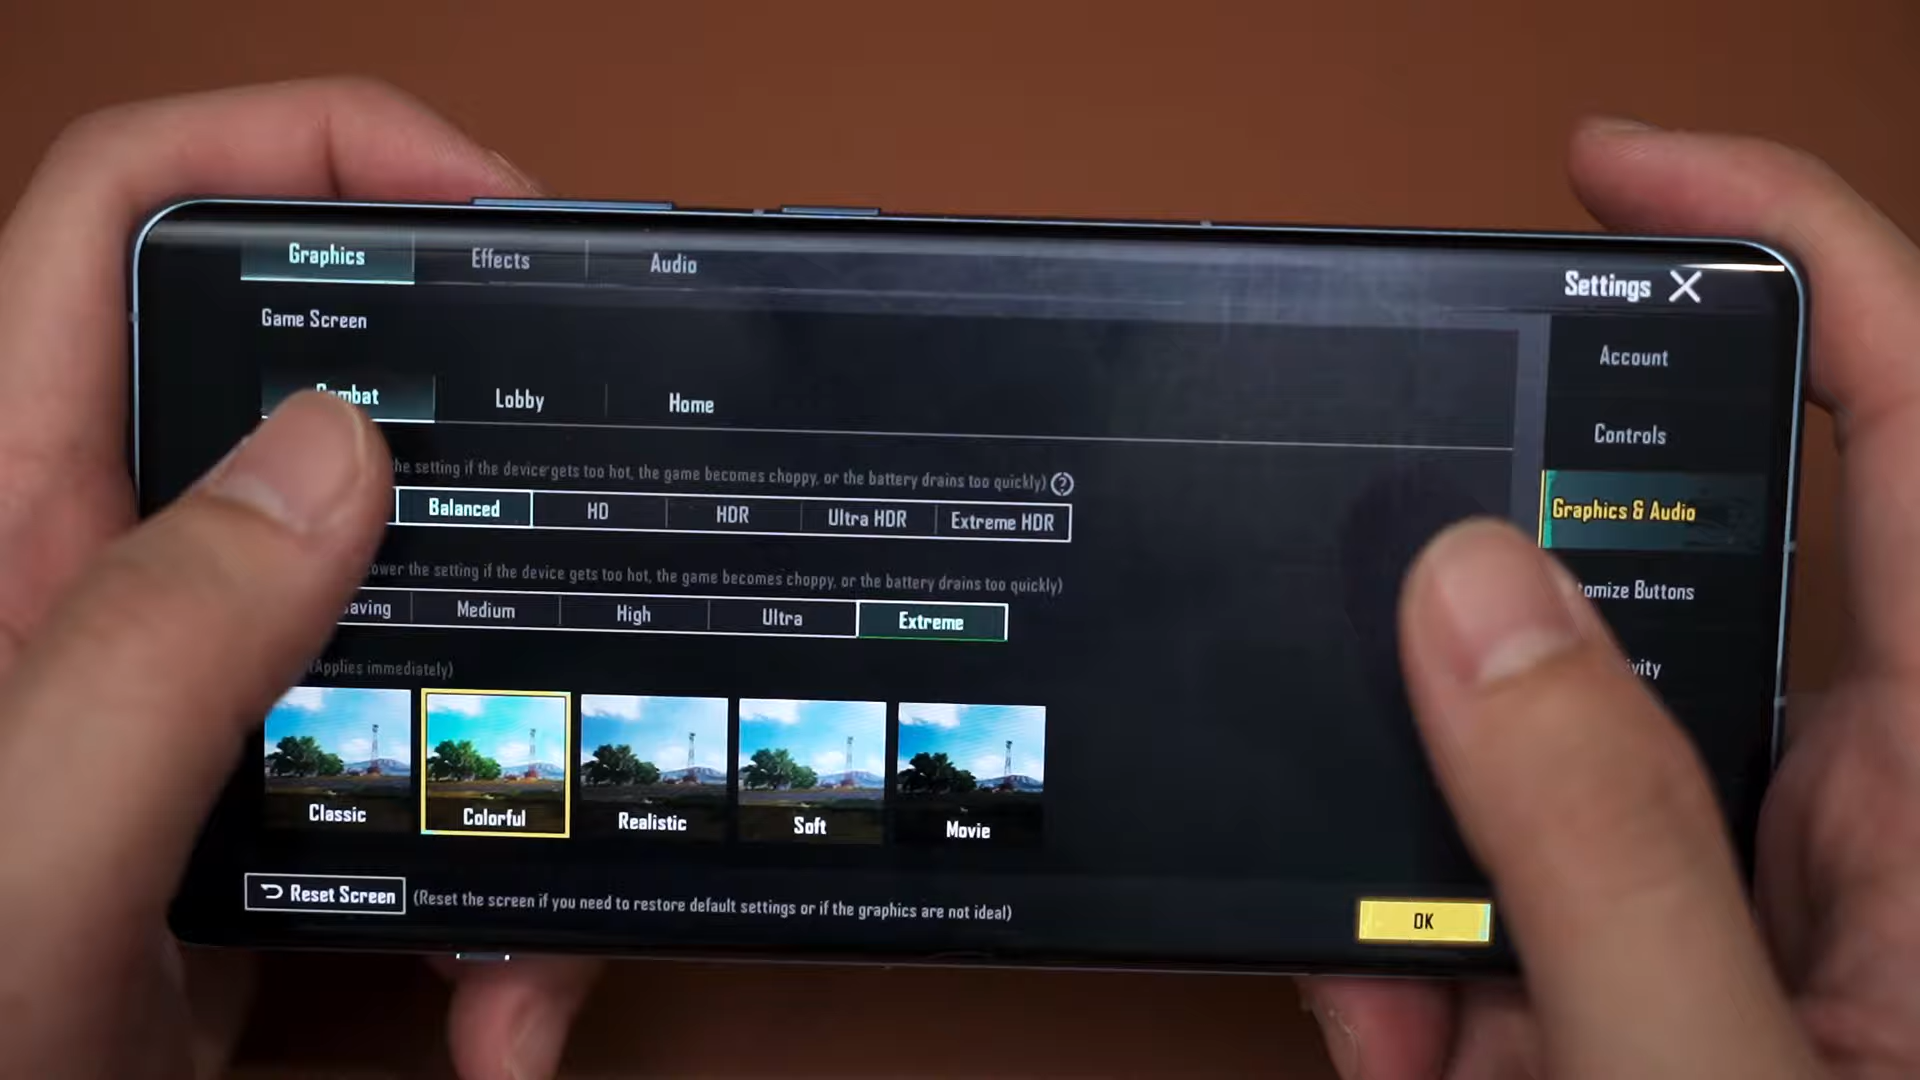 Graphics Effects Audio
Settings
Game Screen
Account
Lobby Home
Controls
the setting if the device gets too hot, the game becomes choppy, or the battery drains too quickly) ?
Balanced HD HDR Ultra HDR Extreme HDR
Graphics & Audio
ower the setting if the device gets too hot, the game becomes choppy, or the battery drains too quickly)
tomize Buttons
aving Medium High Ultra Extreme
(Applies immediately)
vity
Classic Colorful Realistic Soft Movie
Reset Screen (Reset the screen if you need to restore default settings or if the graphics are not ideal)
OK